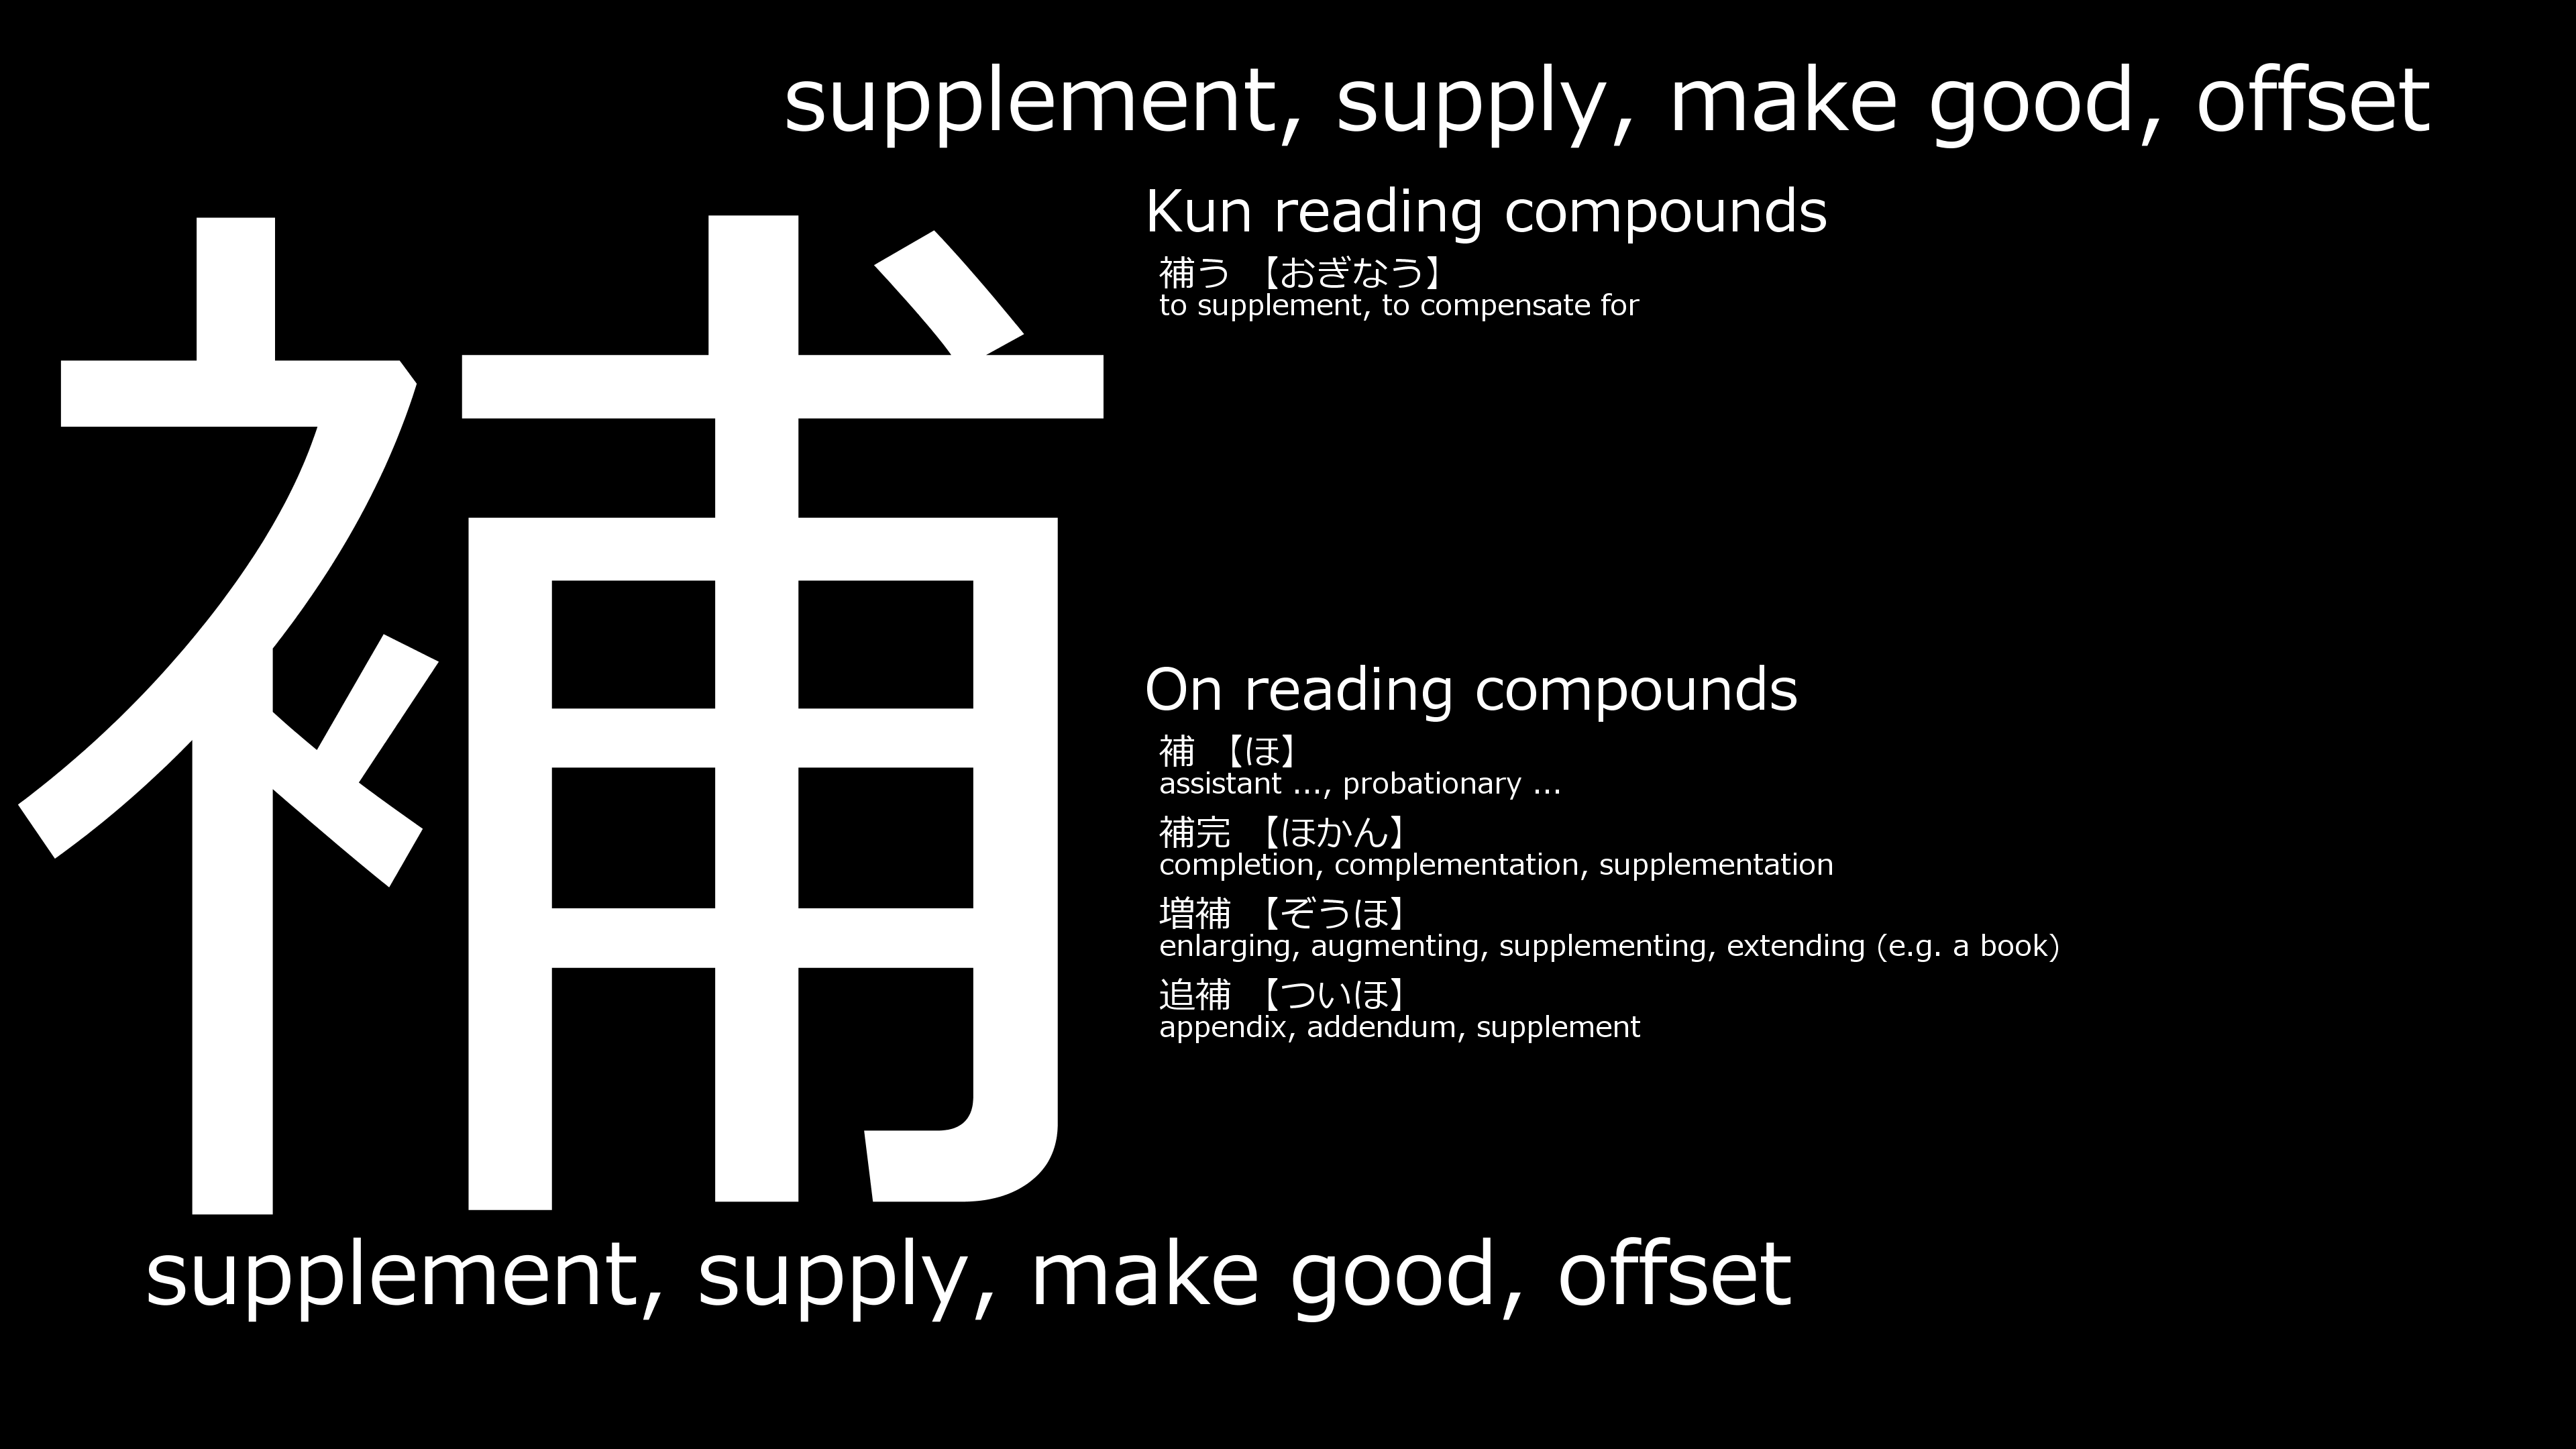 supplement, supply, make good, offset
補
Kun reading compounds
補う 【おぎなう】
to supplement, to compensate for
On reading compounds
補 【ほ】
assistant ..., probationary ...
補完 【ほかん】
completion, complementation, supplementation
増補 【ぞうほ】
enlarging, augmenting, supplementing, extending (e.g. a book)
追補 【ついほ】
appendix, addendum, supplement
supplement, supply, make good, offset